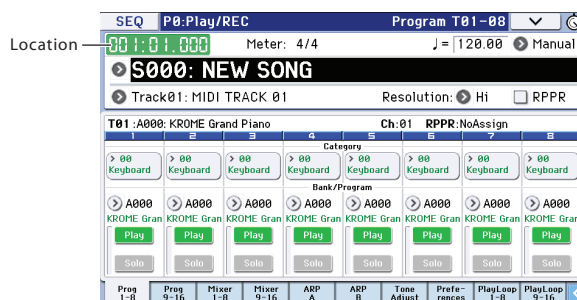 SEQ P0:Play/REC Program T01-08
Location 001:01.000 Meter: 4/4 ♩= 120.00 Manual
S000: NEW SONG
Track01: MIDI TRACK 01 Resolution: Hi RPPR
T01 :A000: KROME Grand Piano Ch:01 RPPR:NoAssign
1 2 3 4 5 6 7 8
Category
> 00 > 00 > 00 > 00 > 00 > 00 > 00 > 00
Keyboard Keyboard Keyboard Keyboard Keyboard Keyboard Keyboard Keyboard
Bank/Program
A000 A000 A000 A000 A000 A000 A000 A000
KROME Gran KROME Gran KROME Gran KROME Gran KROME Gran KROME Gran KROME Gran KROME Gran
Play Play Play Play Play Play Play Play
Solo Solo Solo Solo Solo Solo Solo Solo
Prog Prog Mixer Mixer ARP ARP Tone Prefe- PlayLoop PlayLoop
1-8 9-16 1-8 9-16 A B Adjust rences 1-8 9-16